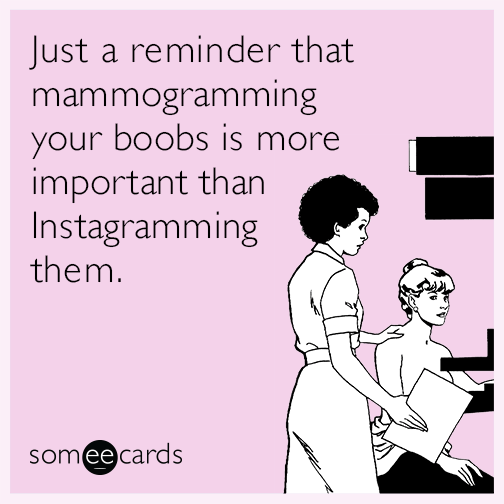 Just a reminder that
mammogramming
your boobs is more
important than
Instagramming
them.
someecards